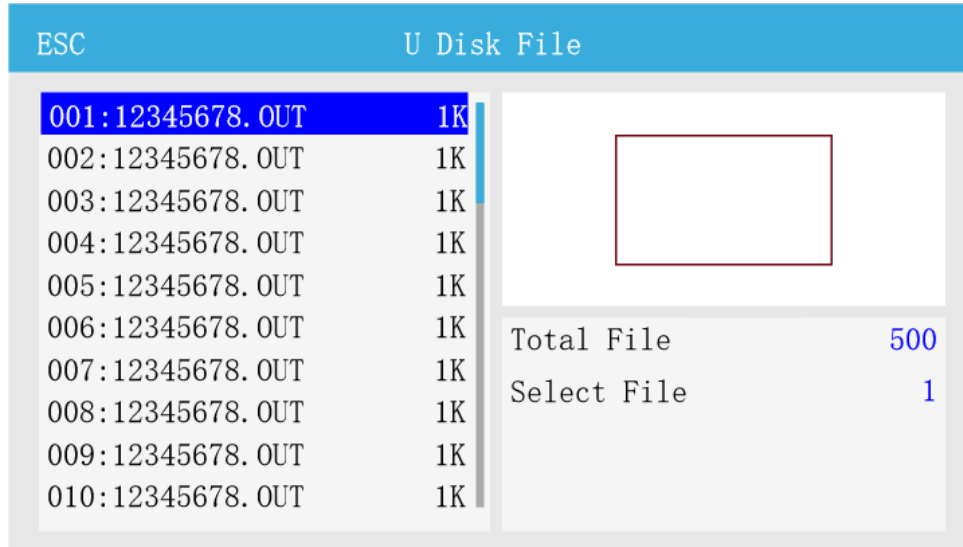 ESC U Disk File
001:12345678.OUT 1K
002:12345678.OUT 1K
003:12345678.OUT 1K
004:12345678.OUT 1K
005:12345678.OUT 1K
006:12345678.OUT 1K
007:12345678.OUT 1K
008:12345678.OUT 1K
009:12345678.OUT 1K
010:12345678.OUT 1K
Total File 500
Select File 1